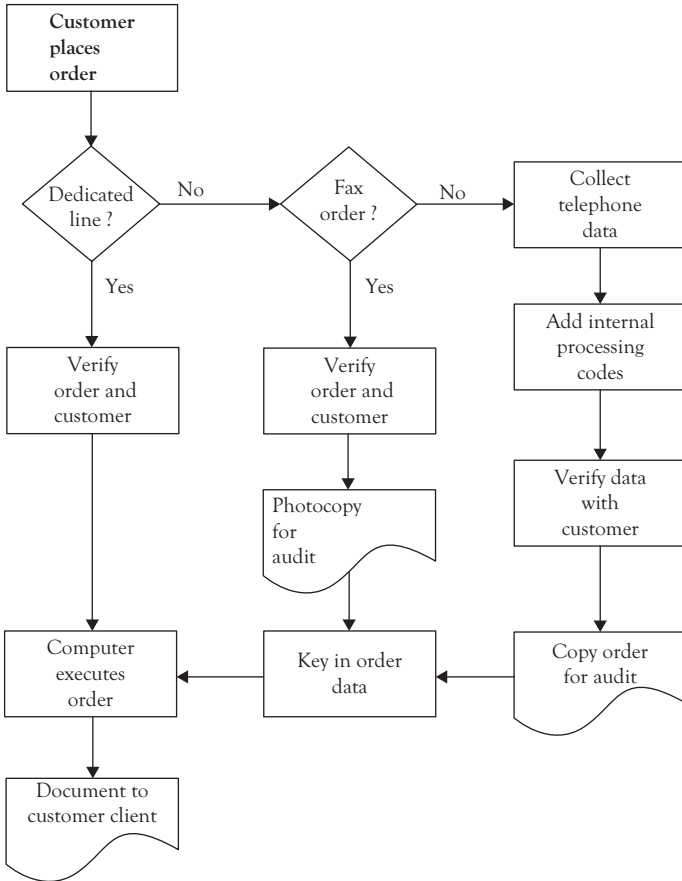 Customer
places
order
Dedicated
line ?
No
Fax
order ?
No
Collect
telephone
data
Yes
Yes
Add internal
processing
codes
Verify
order and
customer
Verify
order and
customer
Verify data
with
customer
Photocopy
for
audit
Computer
executes
order
Key in order
data
Copy order
for audit
Document to
customer client